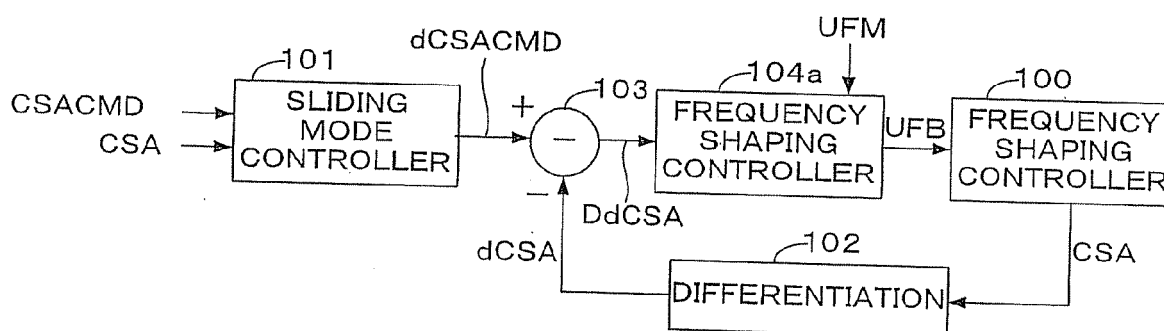 UFM
dCSACMD
101
103
104a
100
CSACMD
CSA
SLIDING
MODE
CONTROLLER
+
−
−
FREQUENCY
SHAPING
CONTROLLER
UFB
FREQUENCY
SHAPING
CONTROLLER
DdCSA
dCSA
102
CSA
DIFFERENTIATION